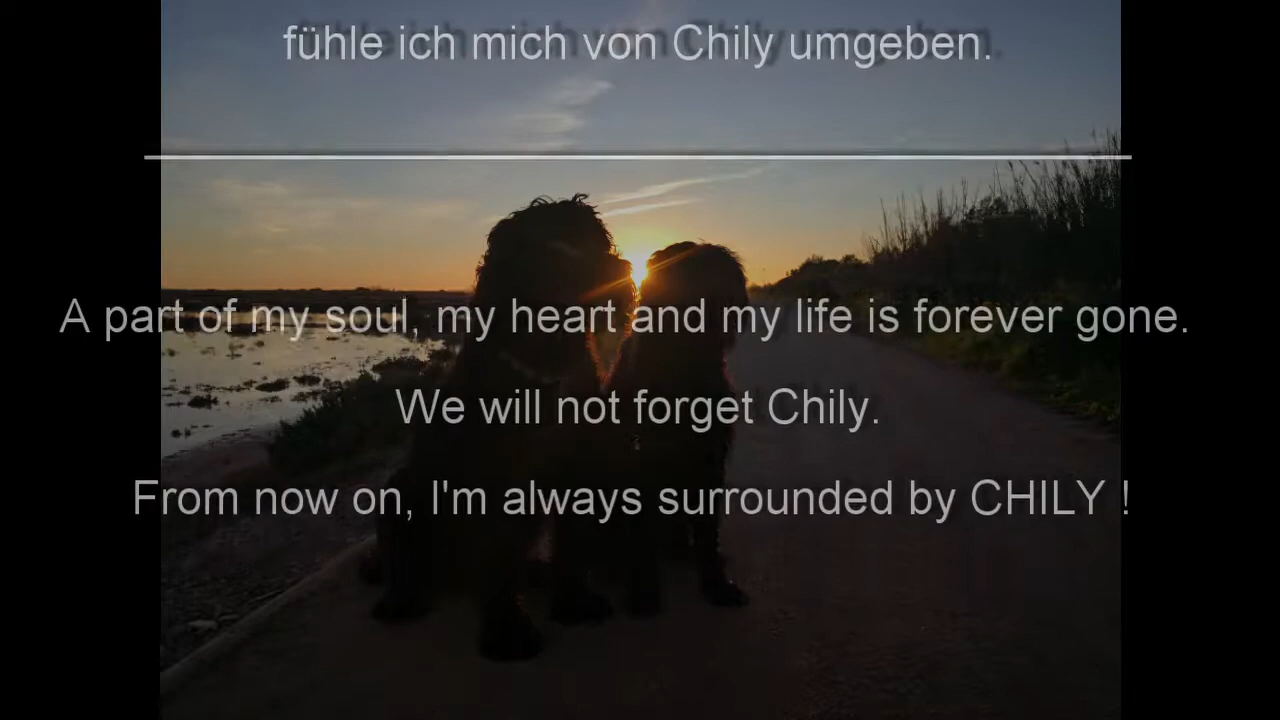 fühle ich mich von Chily umgeben.
A part of my soul, my heart and my life is forever gone.
We will not forget Chily.
From now on, I'm always surrounded by CHILY !